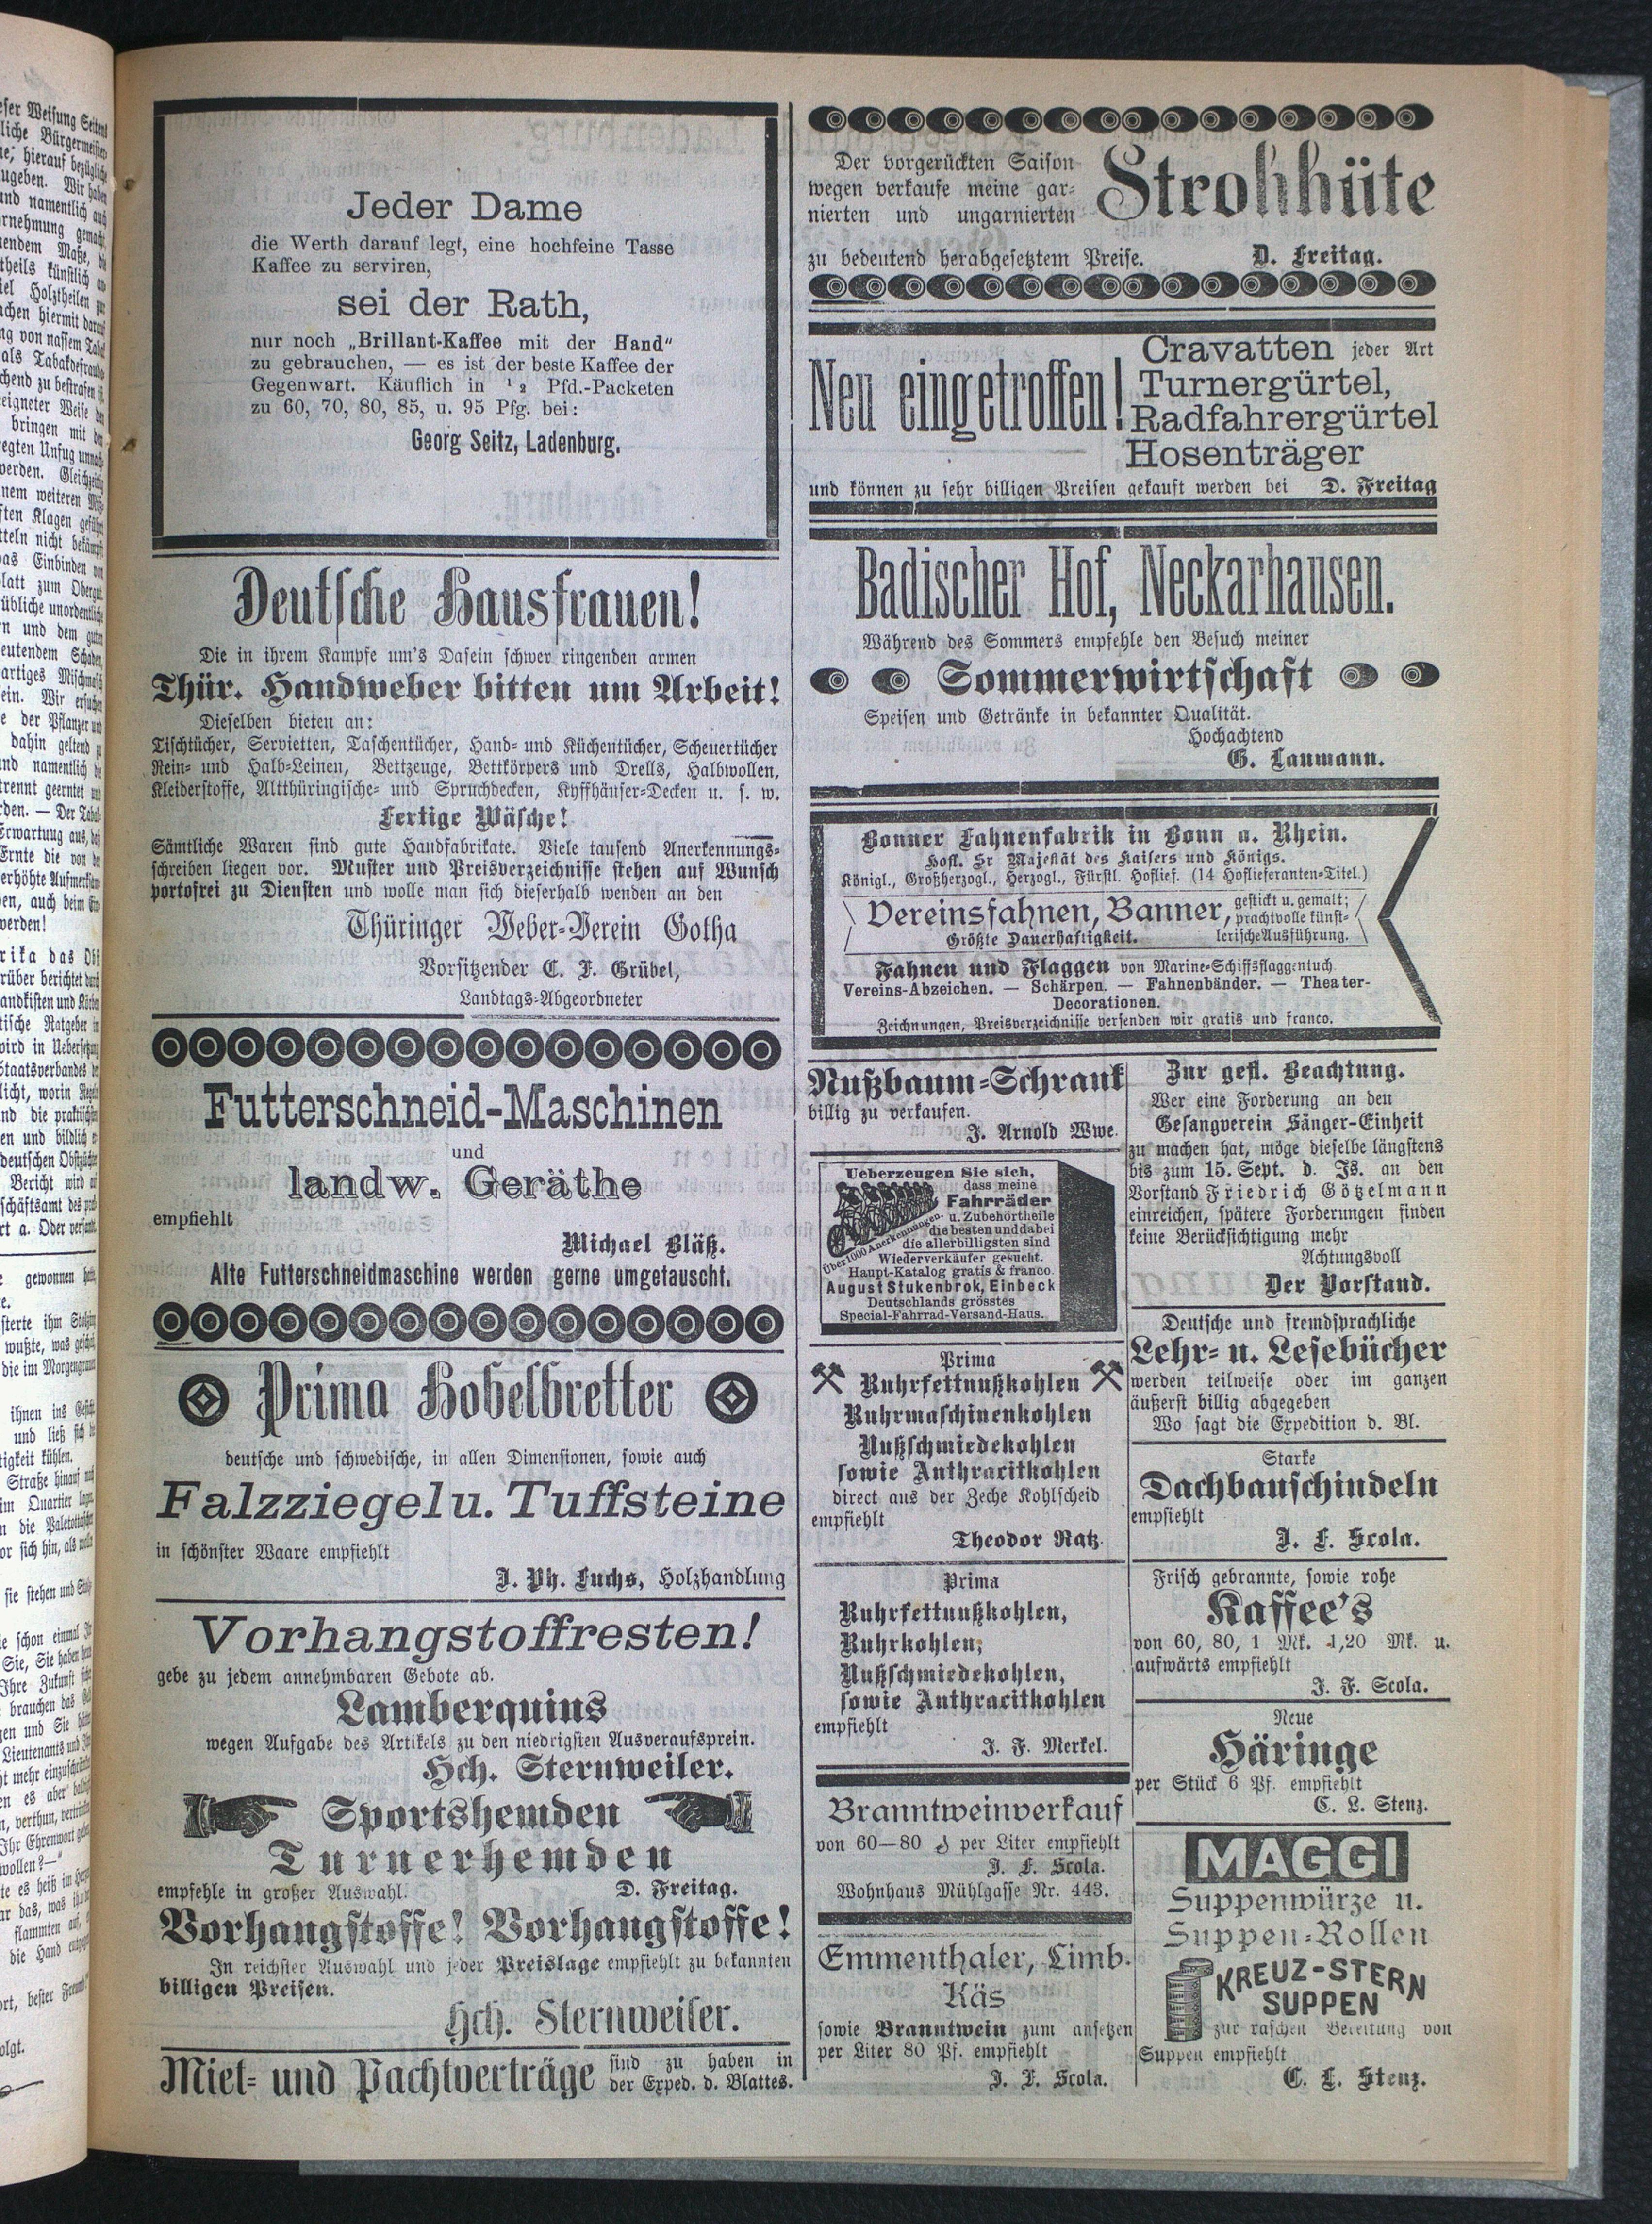 Jeder Dame
die Werth darauf legt, eine hochfeine Tasse
Kaffee zu serviren,
sei der Rath,
nur noch „Brillant-Kaffee mit der Hand“
zu gebrauchen, — es ist der beste Kaffee der
Gegenwart. Käuflich in 1/2 Pfd.-Packeten
zu 60, 70, 80, 85, u. 95 Pfg. bei:
Georg Seitz, Ladenburg.
Deutsche Hausfrauen!
Die in ihrem Kampfe um's Dasein schwer ringenden armen
Thür. Handweber bitten um Arbeit!
Dieselben bieten an:
Tischtücher, Servietten, Taschentücher, Hand- und Küchentücher, Scheuertücher
Rein- und Halb-Leinen, Bettzeuge, Bettkörpers und Drells, Halbwollen,
Kleiderstoffe, Altthüringische- und Spruchdecken, Kyffhäuser-Decken u. s. w.
Fertige Wäsche!
Sämtliche Waren sind gute Handfabrikate. Viele tausend Anerkennungs-
schreiben liegen vor. Muster und Preisverzeichnisse stehen auf Wunsch
portofrei zu Diensten und wolle man sich dieserhalb wenden an den
Thüringer Weber-Verein Gotha
Vorsitzender C. F. Grübel,
Landtags-Abgeordneter
Futterschneid-Maschinen
und
landw. Geräthe
empfiehlt
Michael Bläß.
Alte Futterschneidmaschine werden gerne umgetauscht.
Prima Hobelbretter
deutsche und schwedische, in allen Dimensionen, sowie auch
Falzziegel u. Tuffsteine
in schönster Waare empfiehlt
J. Ph. Fuchs, Holzhandlung
Vorhangstoffresten!
gebe zu jedem annehmbaren Gebote ab.
Lamberquins
wegen Aufgabe des Artikels zu den niedrigsten Ausveraufsprein.
Hch. Sternweiler.
Sportshemden
Turnerhemden
empfehle in großer Auswahl.
D. Freitag.
Vorhangstoffe! Vorhangstoffe!
In reichster Auswahl und jeder Preislage empfiehlt zu bekannten
billigen Preisen.
Hch. Sternweiler.
Miet- und Pachtverträge sind zu haben in
der Exped. d. Blattes.
Der vorgerückten Saison
wegen verkaufe meine gar-
nierten und ungarnierten
Strohhüte
zu bedeutend herabgesetztem Preise. D. Freitag.
Neu eingetroffen!
Cravatten jeder Art
Turnergürtel,
Radfahrergürtel
Hosenträger
und können zu sehr billigen Preisen gekauft werden bei D. Freitag
Badischer Hof, Neckarhausen.
Während des Sommers empfehle den Besuch meiner
Sommerwirtschaft
Speisen und Getränke in bekannter Qualität.
Hochachtend
G. Laumann.
Bonner Fahnenfabrik in Bonn a. Rhein.
Hofl. Sr Majestät des Kaisers und Königs.
Königl., Großherzogl., Herzogl., Fürstl. Hoflief. (14 Hoflieferanten-Titel.)
Vereinsfahnen, Banner, gestickt u. gemalt;
prachtvolle künst-
Größte Dauerhaftigkeit. lerische Ausführung.
Fahnen und Flaggen von Marine-Schiffsflaggentuch
Vereins-Abzeichen. — Schärpen. — Fahnenbänder. — Theater-
Decorationen.
Zeichnungen, Preisverzeichnisse versenden wir gratis und franco.
Nußbaum-Schrank
billig zu verkaufen.
J. Arnold Wwe.
Ueberzeugen Sie sich,
dass meine
Fahrräder
u. Zubehörtheile
die besten und dabei
die allerbilligsten sind
Über 1000 Anerkennungen.
Wiederverkäufer gesucht.
Haupt-Katalog gratis & franco.
August Stukenbrok, Einbeck
Deutschlands grösstes
Special-Fahrrad-Versand-Haus.
Prima
Ruhrfettnußkohlen
Ruhrmaschinenkohlen
Nußschmiedekohlen
sowie Anthracitkohlen
direct aus der Zeche Kohlscheid
empfiehlt
Theodor Ratz.
Prima
Ruhrfettnußkohlen,
Ruhrkohlen,
Nußschmiedekohlen,
sowie Anthracitkohlen
empfiehlt
J. F. Merkel.
Branntweinverkauf
von 60—80 ₰ per Liter empfiehlt
J. F. Scola.
Wohnhaus Mühlgasse Nr. 443.
Emmenthaler, Limb.
Käs
sowie Branntwein zum ansetzen
per Liter 80 Pf. empfiehlt
J. F. Scola.
Zur gefl. Beachtung.
Wer eine Forderung an den
Gesangverein Sänger-Einheit
zu machen hat, möge dieselbe längstens
bis zum 15. Sept. d. Js. an den
Vorstand Friedrich Götzelmann
einreichen, spätere Forderungen finden
keine Berücksichtigung mehr
Achtungsvoll
Der Vorstand.
Deutsche und fremdsprachliche
Lehr- u. Lesebücher
werden teilweise oder im ganzen
äußerst billig abgegeben
Wo sagt die Expedition d. Bl.
Starke
Dachbauschindeln
empfiehlt
J. F. Scola.
Frisch gebrannte, sowie rohe
Kaffee's
von 60, 80, 1 Mk. 1,20 Mk. u.
aufwärts empfiehlt
J. F. Scola.
Neue
Häringe
per Stück 6 Pf. empfiehlt
C. L. Stenz.
MAGGI
Suppenwürze u.
Suppen-Rollen
KREUZ-STERN
SUPPEN
zur raschen Bereitung von
Suppen empfiehlt
C. L. Stenz.